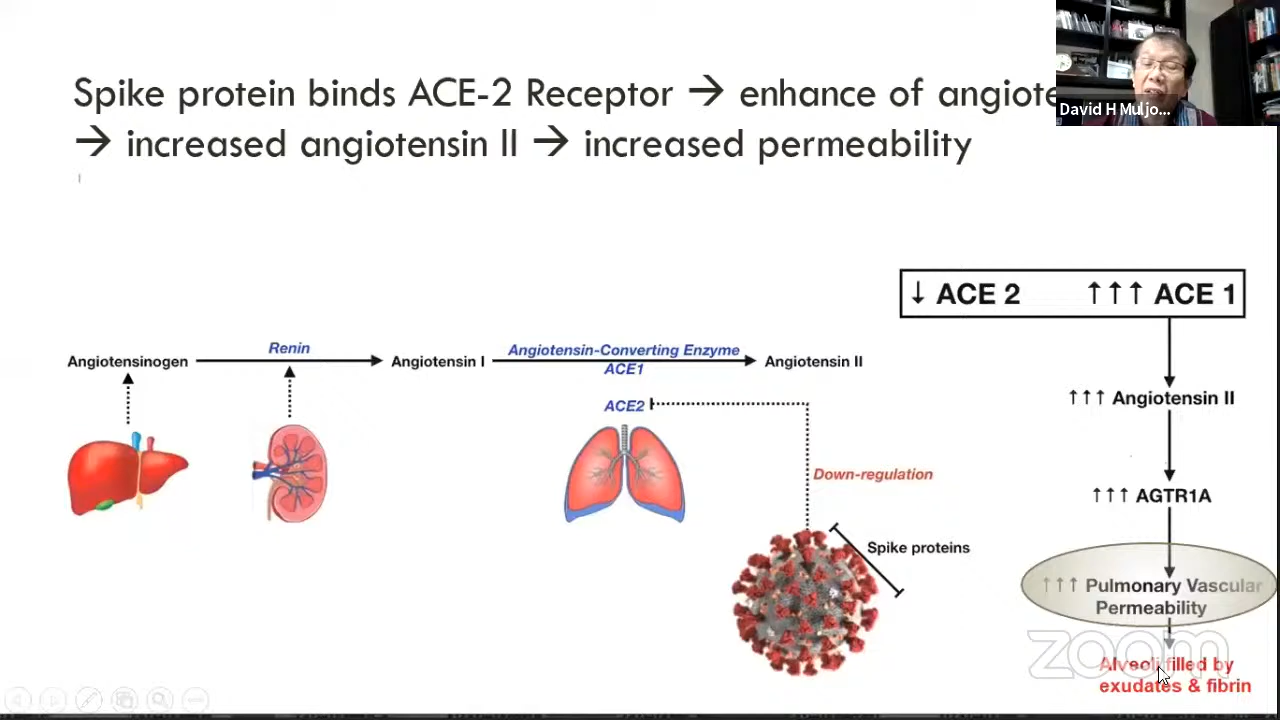 Spike protein binds ACE-2 Receptor → enhance of angiote
→ increased angiotensin II → increased permeability
David H Muljo...
↓ ACE 2 ↑↑↑ ACE 1
Angiotensinogen
Renin
Angiotensin I
Angiotensin-Converting Enzyme
ACE1
Angiotensin II
ACE2
↑↑↑ Angiotensin II
Down-regulation
↑↑↑ AGTR1A
Spike proteins
↑↑↑ Pulmonary Vascular
Permeability
zoom
Alveoli filled by
exudates & fibrin